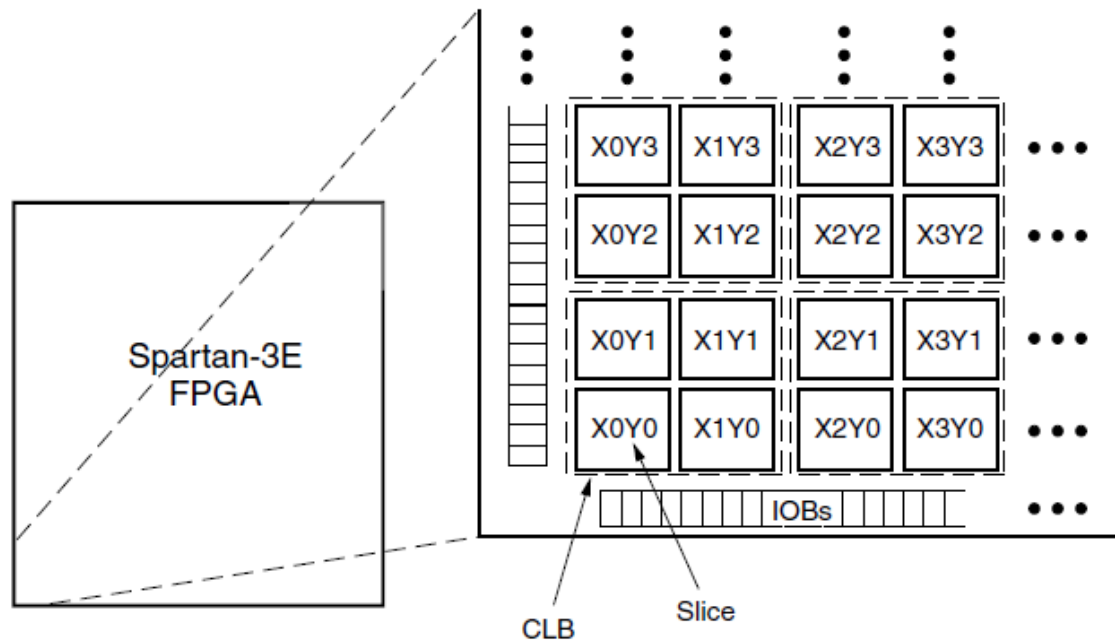 Spartan-3E
FPGA
X0Y3 X1Y3 X2Y3 X3Y3
X0Y2 X1Y2 X2Y2 X3Y2
X0Y1 X1Y1 X2Y1 X3Y1
X0Y0 X1Y0 X2Y0 X3Y0
IOBs
Slice
CLB